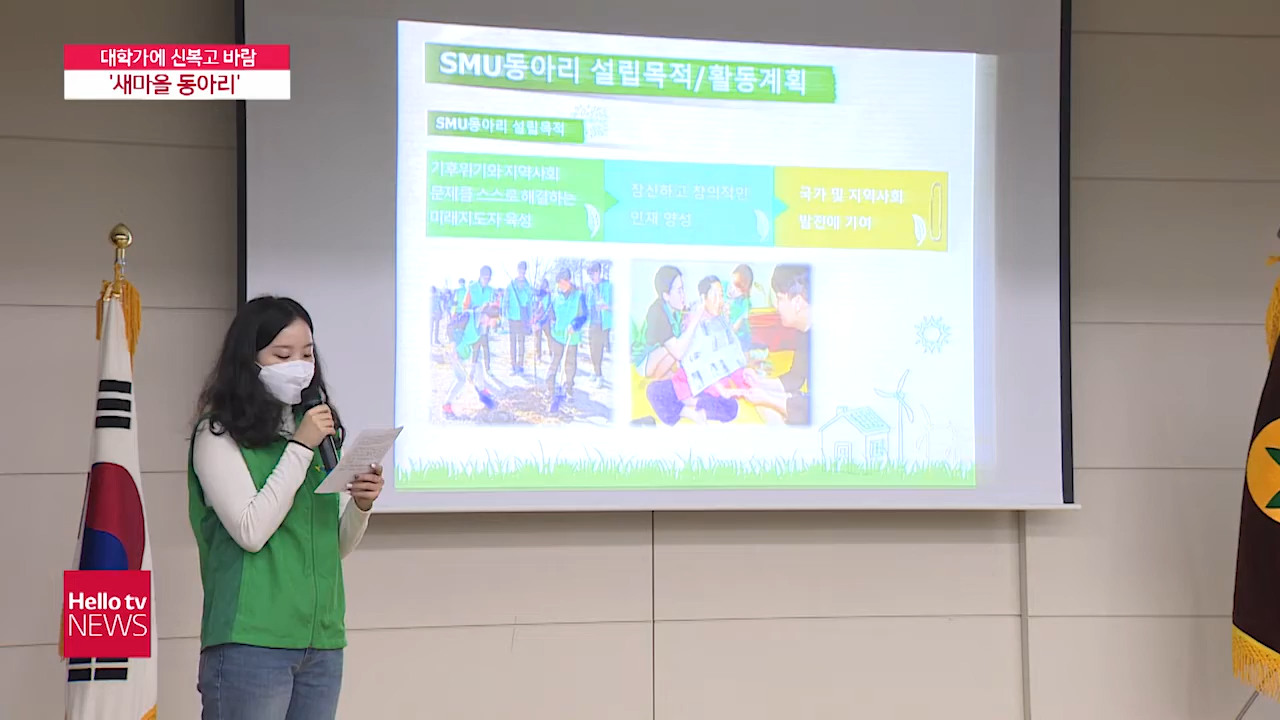 대학가에 신복고 바람
'새마을 동아리'
SMU동아리 설립목적/활동계획
SMU동아리 설립목적
기후위기와 지역사회
문제를 스스로 해결하는
미래지도자 육성
참신하고 창의적인
인재 양성
국가 및 지역사회
발전에 기여
Hello tv
NEWS